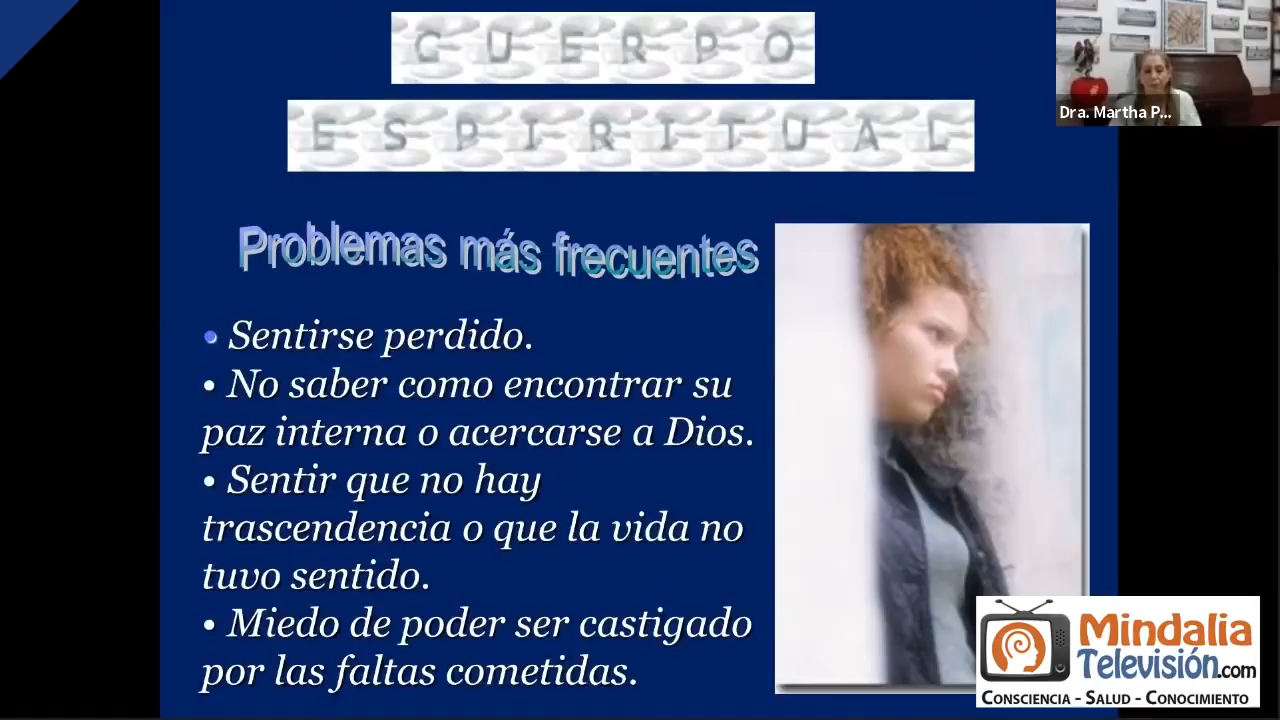 CUERPO
ESPIRITUAL
Dra. Martha P...
Problemas más frecuentes
• Sentirse perdido.
• No saber como encontrar su
paz interna o acercarse a Dios.
• Sentir que no hay
trascendencia o que la vida no
tuvo sentido.
• Miedo de poder ser castigado
por las faltas cometidas.
Mindalia
Televisión.com
CONSCIENCIA - SALUD - CONOCIMIENTO